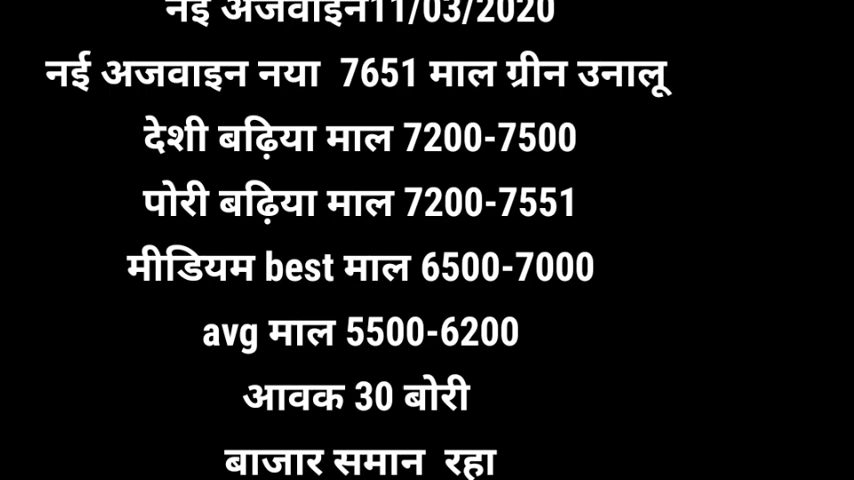 नई अजवाइन11/03/2020
नई अजवाइन नया 7651 माल ग्रीन उनालू
देशी बढ़िया माल 7200-7500
पोरी बढ़िया माल 7200-7551
मीडियम best माल 6500-7000
avg माल 5500-6200
आवक 30 बोरी
बाजार समान रहा